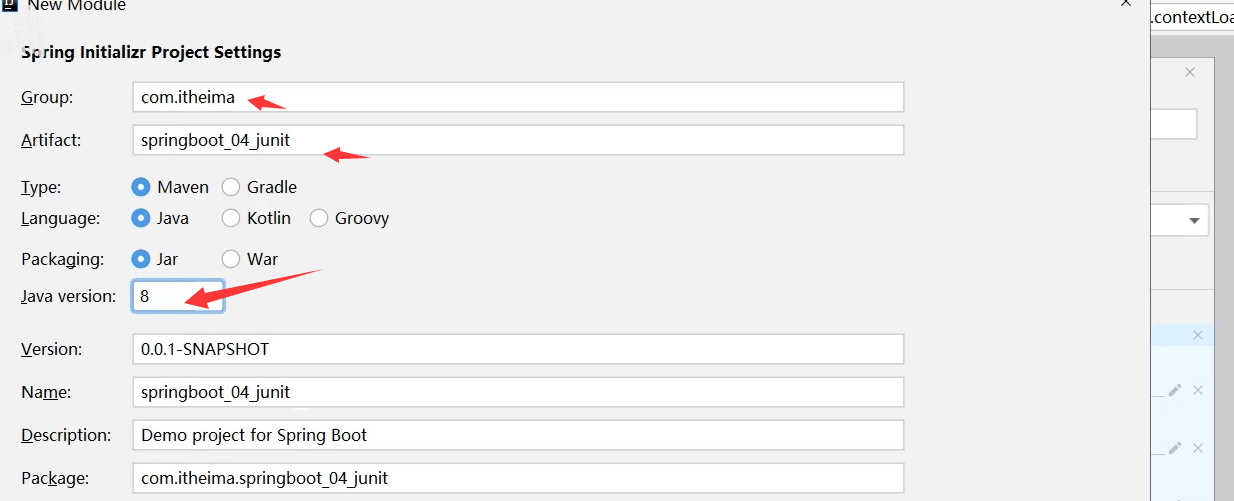 New Module
.contextLoa
Spring Initializr Project Settings
Group: com.itheima
Artifact: springboot_04_junit
Type: Maven Gradle
Language: Java Kotlin Groovy
Packaging: Jar War
Java version: 8
Version: 0.0.1-SNAPSHOT
Name: springboot_04_junit
Description: Demo project for Spring Boot
Package: com.itheima.springboot_04_junit